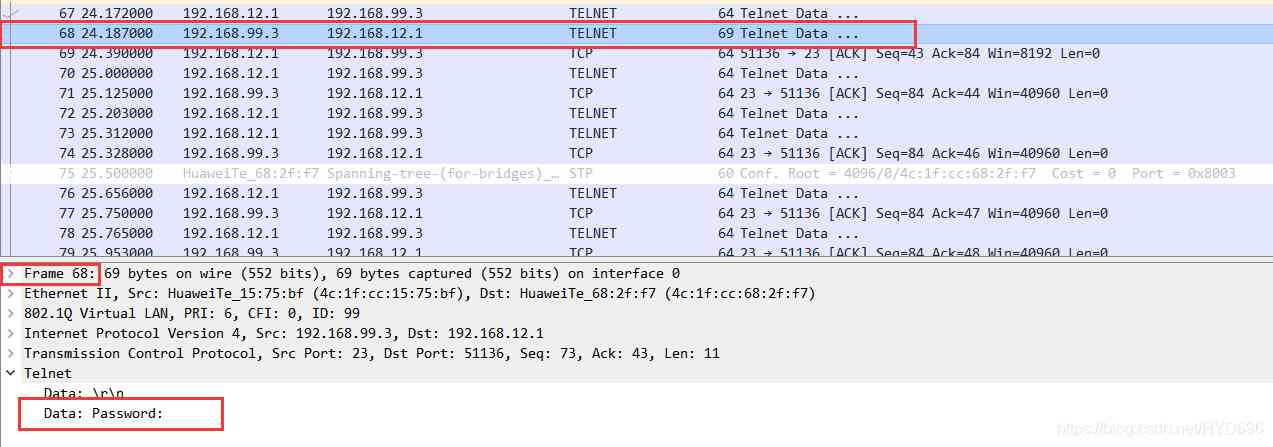 67 24.172000 192.168.12.1 192.168.99.3 TELNET 64 Telnet Data ...
68 24.187000 192.168.99.3 192.168.12.1 TELNET 69 Telnet Data ...
69 24.390000 192.168.12.1 192.168.99.3 TCP 64 51136 → 23 [ACK] Seq=43 Ack=84 Win=8192 Len=0
70 25.000000 192.168.12.1 192.168.99.3 TELNET 64 Telnet Data ...
71 25.125000 192.168.99.3 192.168.12.1 TCP 64 23 → 51136 [ACK] Seq=84 Ack=44 Win=40960 Len=0
72 25.203000 192.168.12.1 192.168.99.3 TELNET 64 Telnet Data ...
73 25.312000 192.168.12.1 192.168.99.3 TELNET 64 Telnet Data ...
74 25.328000 192.168.99.3 192.168.12.1 TCP 64 23 → 51136 [ACK] Seq=84 Ack=46 Win=40960 Len=0
75 25.500000 HuaweiTe_68:2f:f7 Spanning-tree-(for-bridges)_… STP 60 Conf. Root = 4096/0/4c:1f:cc:68:2f:f7 Cost = 0 Port = 0x8003
76 25.656000 192.168.12.1 192.168.99.3 TELNET 64 Telnet Data ...
77 25.750000 192.168.99.3 192.168.12.1 TCP 64 23 → 51136 [ACK] Seq=84 Ack=47 Win=40960 Len=0
78 25.765000 192.168.12.1 192.168.99.3 TELNET 64 Telnet Data ...
79 25.953000 192.168.99.3 192.168.12.1 TCP 64 23 → 51136 [ACK] Seq=84 Ack=48 Win=40960 Len=0
Frame 68: 69 bytes on wire (552 bits), 69 bytes captured (552 bits) on interface 0
Ethernet II, Src: HuaweiTe_15:75:bf (4c:1f:cc:15:75:bf), Dst: HuaweiTe_68:2f:f7 (4c:1f:cc:68:2f:f7)
802.1Q Virtual LAN, PRI: 6, CFI: 0, ID: 99
Internet Protocol Version 4, Src: 192.168.99.3, Dst: 192.168.12.1
Transmission Control Protocol, Src Port: 23, Dst Port: 51136, Seq: 73, Ack: 43, Len: 11
Telnet
Data: \r\n
Data: Password: